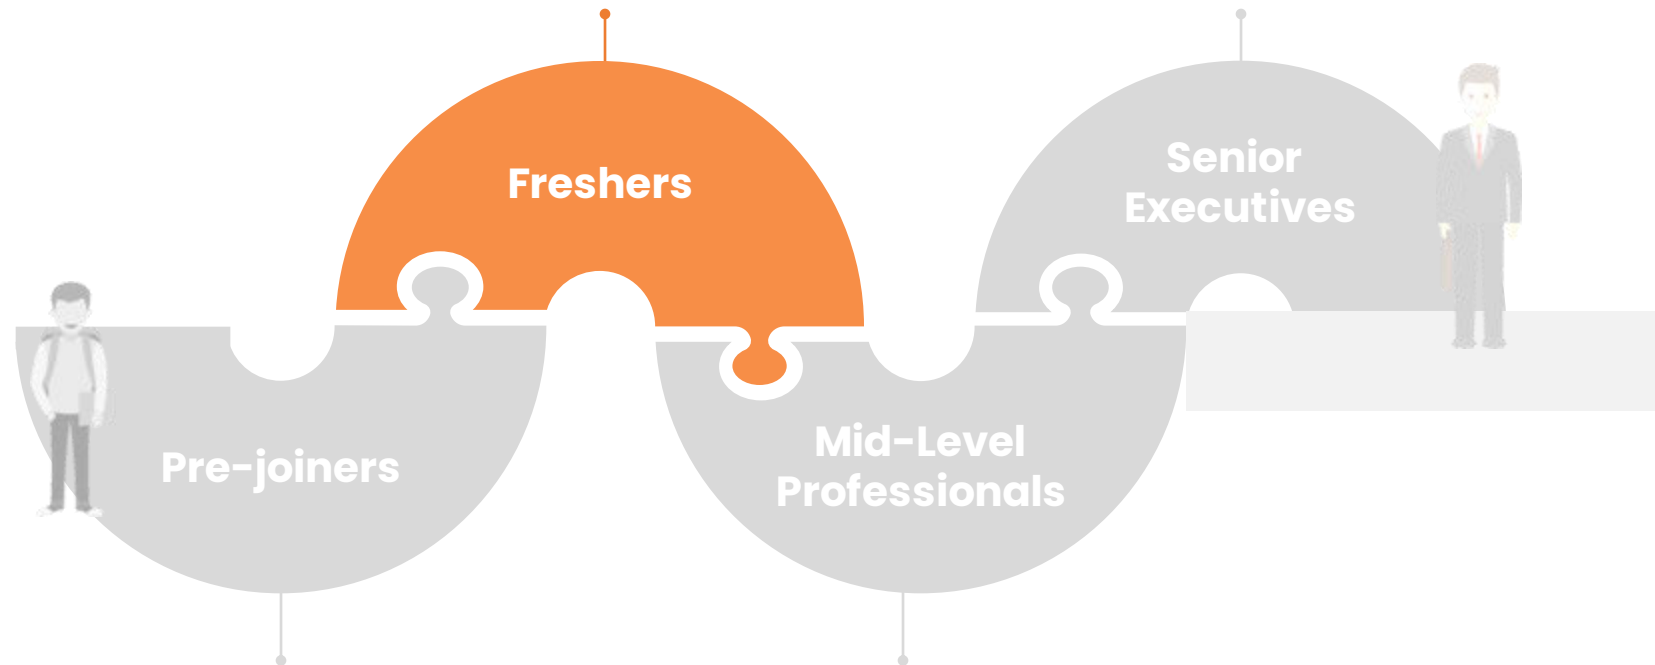 Pre-joiners
Freshers
Mid-Level
Professionals
Senior
Executives